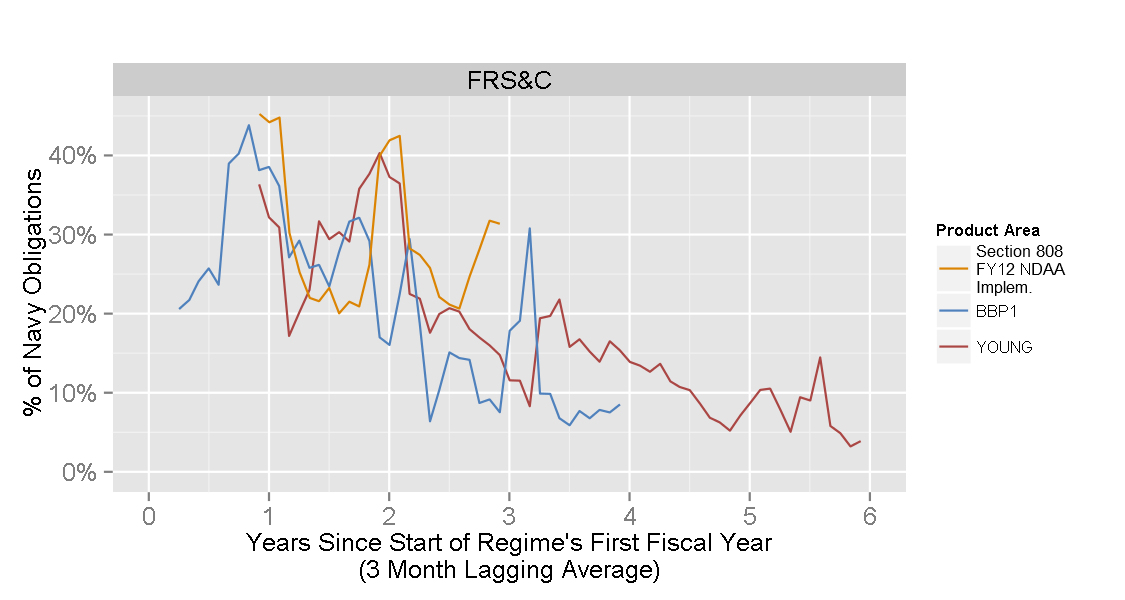 FRS&C
% of Navy Obligations
40%
30%
20%
10%
0%
0 1 2 3 4 5 6
Years Since Start of Regime's First Fiscal Year
(3 Month Lagging Average)
Product Area
Section 808
FY12 NDAA
Implem.
BBP1
YOUNG